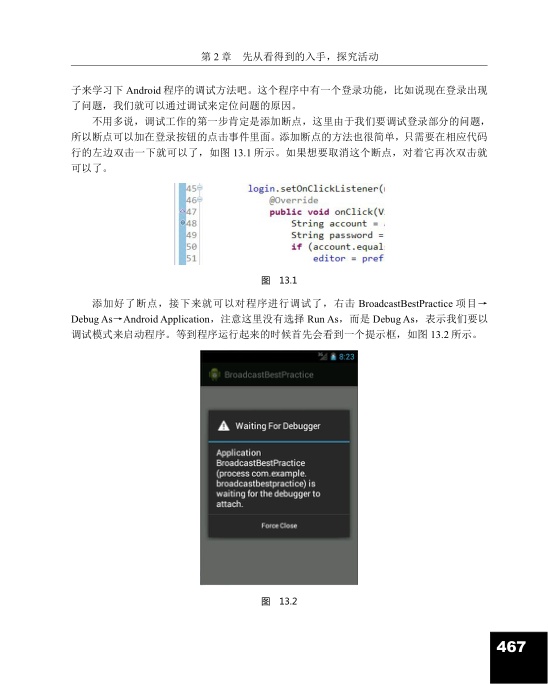 第 2 章 先从看得到的入手，探究活动
子来学习下 Android 程序的调试方法吧。这个程序中有一个登录功能，比如说现在登录出现
了问题，我们就可以通过调试来定位问题的原因。
不用多说，调试工作的第一步肯定是添加断点，这里由于我们要调试登录部分的问题，
所以断点可以加在登录按钮的点击事件里面。添加断点的方法也很简单，只需要在相应代码
行的左边双击一下就可以了，如图 13.1 所示。如果想要取消这个断点，对着它再次双击就
可以了。
45 login.setOnClickListener(
46 @Override
47 public void onClick(V
48 String account =
49 String password =
50 if (account.equal
51 editor = pref
图 13.1
添加好了断点，接下来就可以对程序进行调试了，右击 BroadcastBestPractice 项目→
Debug As→Android Application，注意这里没有选择 Run As，而是 Debug As，表示我们要以
调试模式来启动程序。等到程序运行起来的时候首先会看到一个提示框，如图 13.2 所示。
8:23
BroadcastBestPractice
Waiting For Debugger
Application
BroadcastBestPractice
(process com.example.
broadcastbestpractice) is
waiting for the debugger to
attach.
Force Close
图 13.2
467